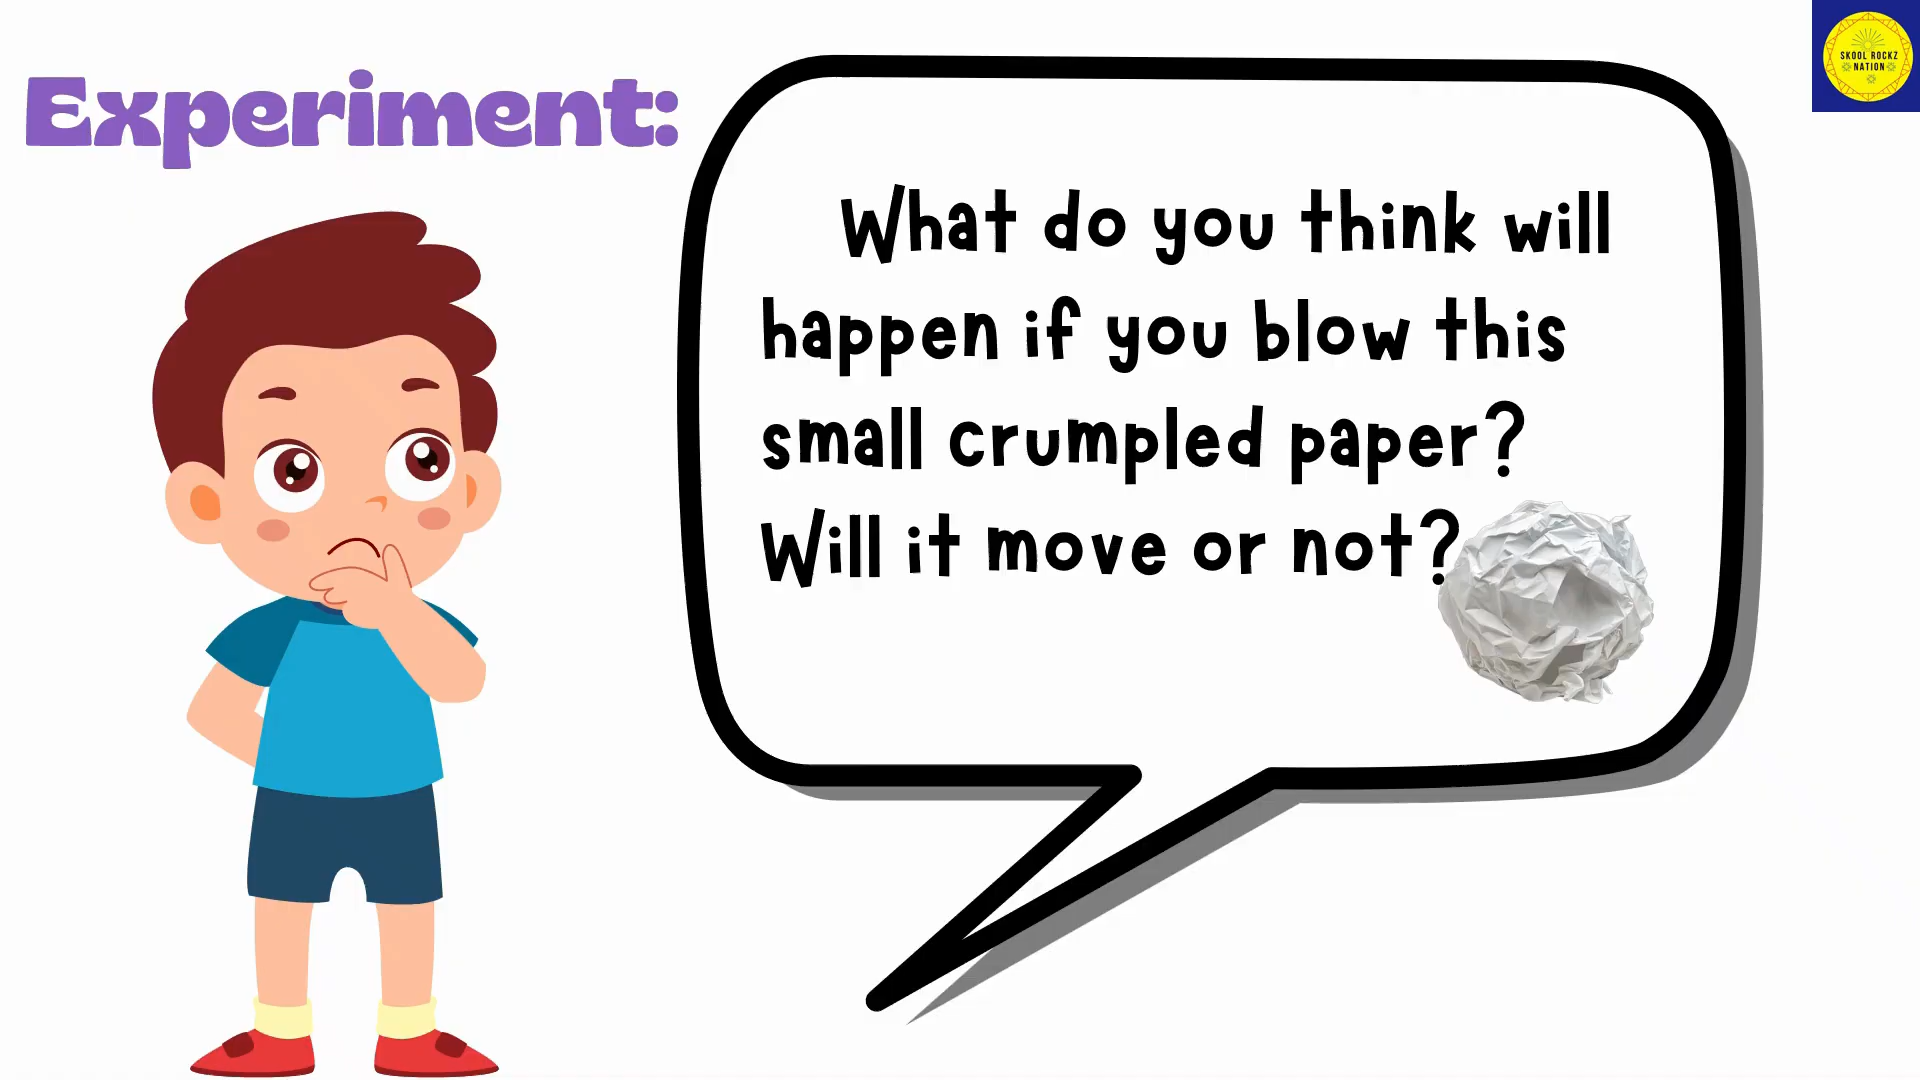 Experiment:
What do you think will
happen if you blow this
small crumpled paper?
Will it move or not?
SKOOL ROCKZ
NATION